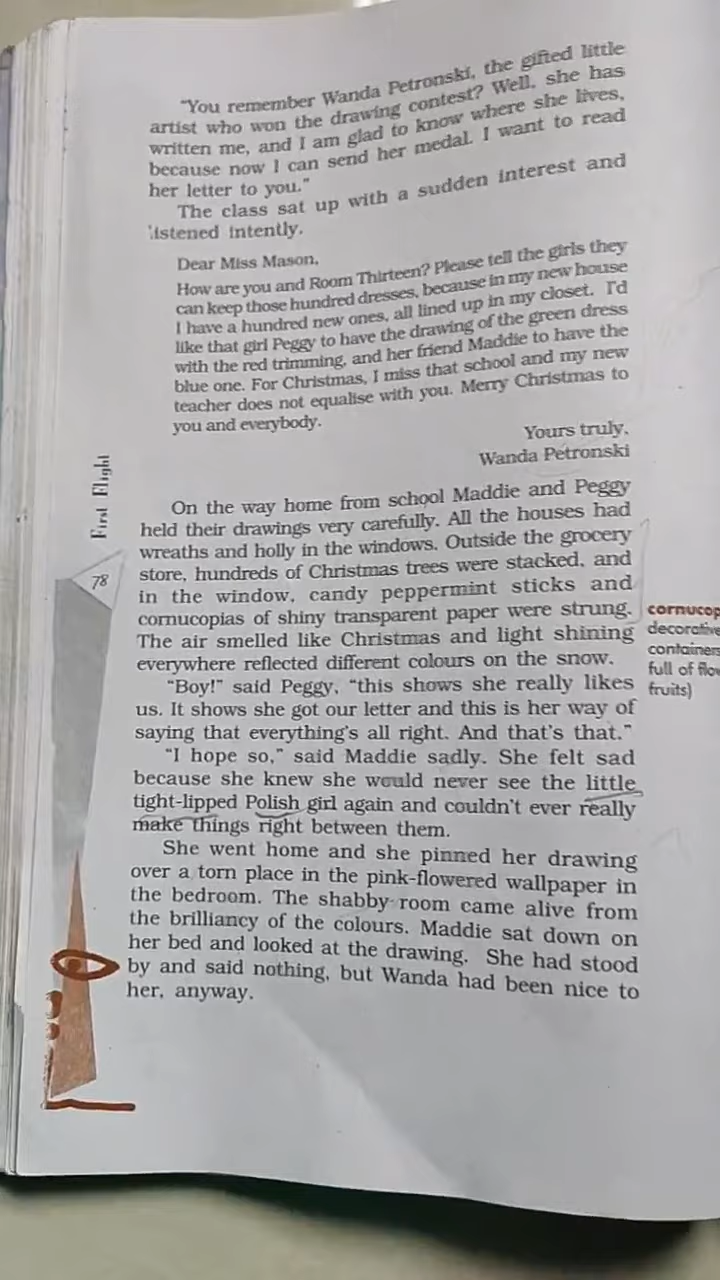 "You remember Wanda Petronski, the gifted little
artist who won the drawing contest? Well, she has
written me, and I am glad to know where she lives,
because now I can send her medal. I want to read
her letter to you."
The class sat up with a sudden interest and
listened intently.
Dear Miss Mason,
How are you and Room Thirteen? Please tell the girls they
can keep those hundred dresses, because in my new house
I have a hundred new ones, all lined up in my closet. I'd
like that girl Peggy to have the drawing of the green dress
with the red trimming, and her friend Maddie to have the
blue one. For Christmas, I miss that school and my new
teacher does not equalise with you. Merry Christmas to
you and everybody.
Yours truly,
Wanda Petronski
On the way home from school Maddie and Peggy
held their drawings very carefully. All the houses had
wreaths and holly in the windows. Outside the grocery
store, hundreds of Christmas trees were stacked, and
in the window, candy peppermint sticks and
cornucopias of shiny transparent paper were strung.
The air smelled like Christmas and light shining
everywhere reflected different colours on the snow.
"Boy!" said Peggy, "this shows she really likes
us. It shows she got our letter and this is her way of
saying that everything's all right. And that's that."
"I hope so," said Maddie sadly. She felt sad
because she knew she would never see the little
tight-lipped Polish girl again and couldn't ever really
make things right between them.
She went home and she pinned her drawing
over a torn place in the pink-flowered wallpaper in
the bedroom. The shabby room came alive from
the brilliancy of the colours. Maddie sat down on
her bed and looked at the drawing. She had stood
by and said nothing, but Wanda had been nice to
her, anyway.
cornucop
decorative
containers
full of flow
fruits)
First Flight
78